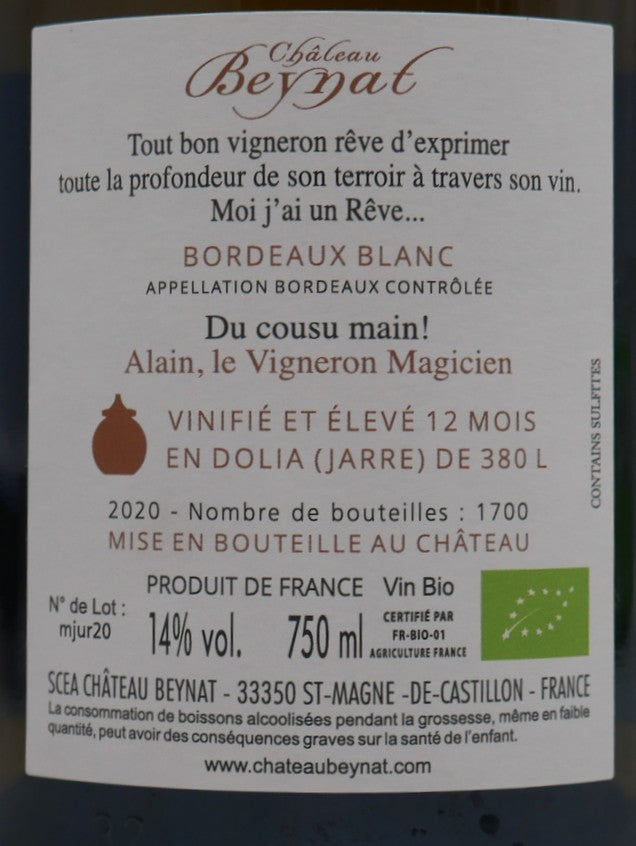 Château
Beynat
Tout bon vigneron rêve d’exprimer
toute la profondeur de son terroir à travers son vin.
Moi j’ai un Rêve...
BORDEAUX BLANC
APPELLATION BORDEAUX CONTRÔLÉE
Du cousu main!
Alain, le Vigneron Magicien
VINIFIÉ ET ÉLEVÉ 12 MOIS
EN DOLIA (JARRE) DE 380 L
CONTAINS SULFITES
2020 - Nombre de bouteilles : 1700
MISE EN BOUTEILLE AU CHÂTEAU
PRODUIT DE FRANCE Vin Bio
N° de Lot :
mjur20
14% vol.
750 ml
CERTIFIÉ PAR
FR-BIO-01
AGRICULTURE FRANCE
SCEA CHÂTEAU BEYNAT - 33350 ST-MAGNE -DE-CASTILLON - FRANCE
La consommation de boissons alcoolisées pendant la grossesse, même en faible
quantité, peut avoir des conséquences graves sur la santé de l'enfant.
www.chateaubeynat.com